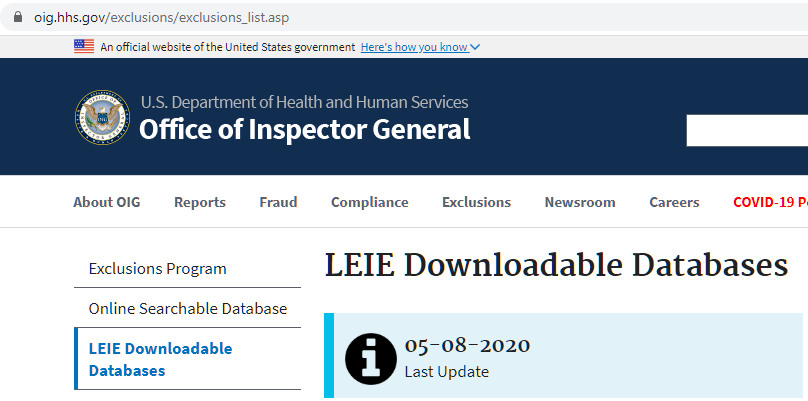 oig.hhs.gov/exclusions/exclusions_list.asp
An official website of the United States government Here's how you know
U.S. Department of Health and Human Services
Office of Inspector General
About OIG Reports Fraud Compliance Exclusions Newsroom Careers COVID-19 P
Exclusions Program
Online Searchable Database
LEIE Downloadable
Databases
LEIE Downloadable Databases
05-08-2020
Last Update